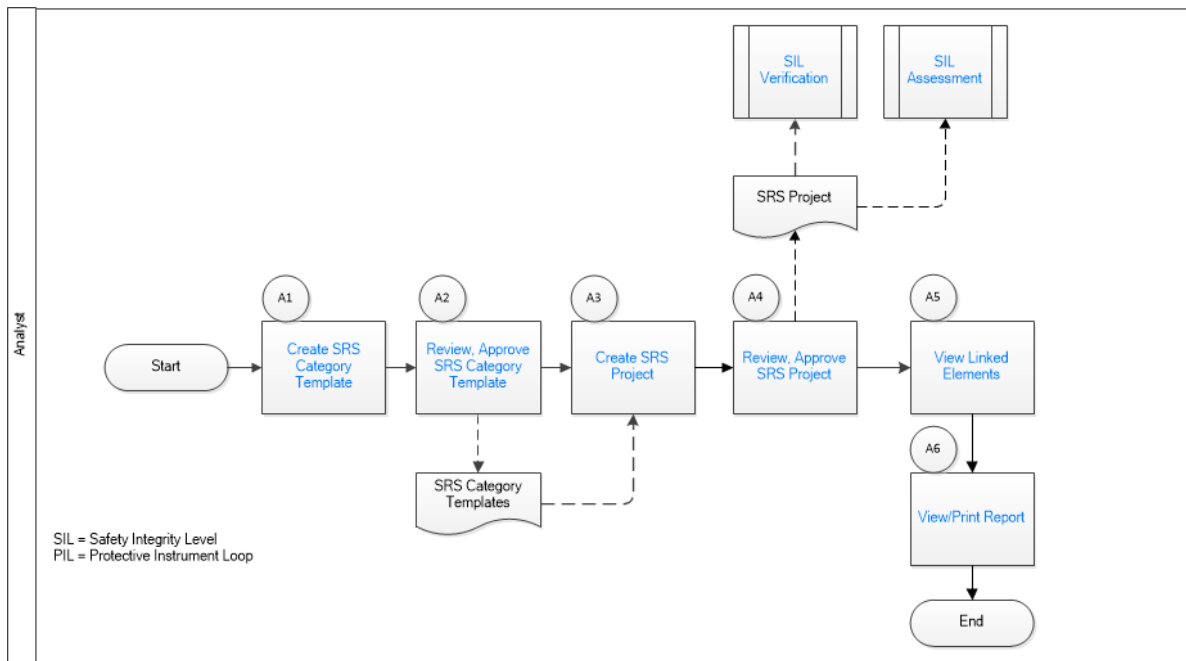 SIL
Verification
SIL
Assessment
SRS Project
A1
A2
A3
A4
A5
Analyst
Start
Create SRS
Category
Template
Review, Approve
SRS Category
Template
Create SRS
Project
Review, Approve
SRS Project
View Linked
Elements
A6
SRS Category
Templates
View/Print Report
SIL = Safety Integrity Level
PIL = Protective Instrument Loop
End